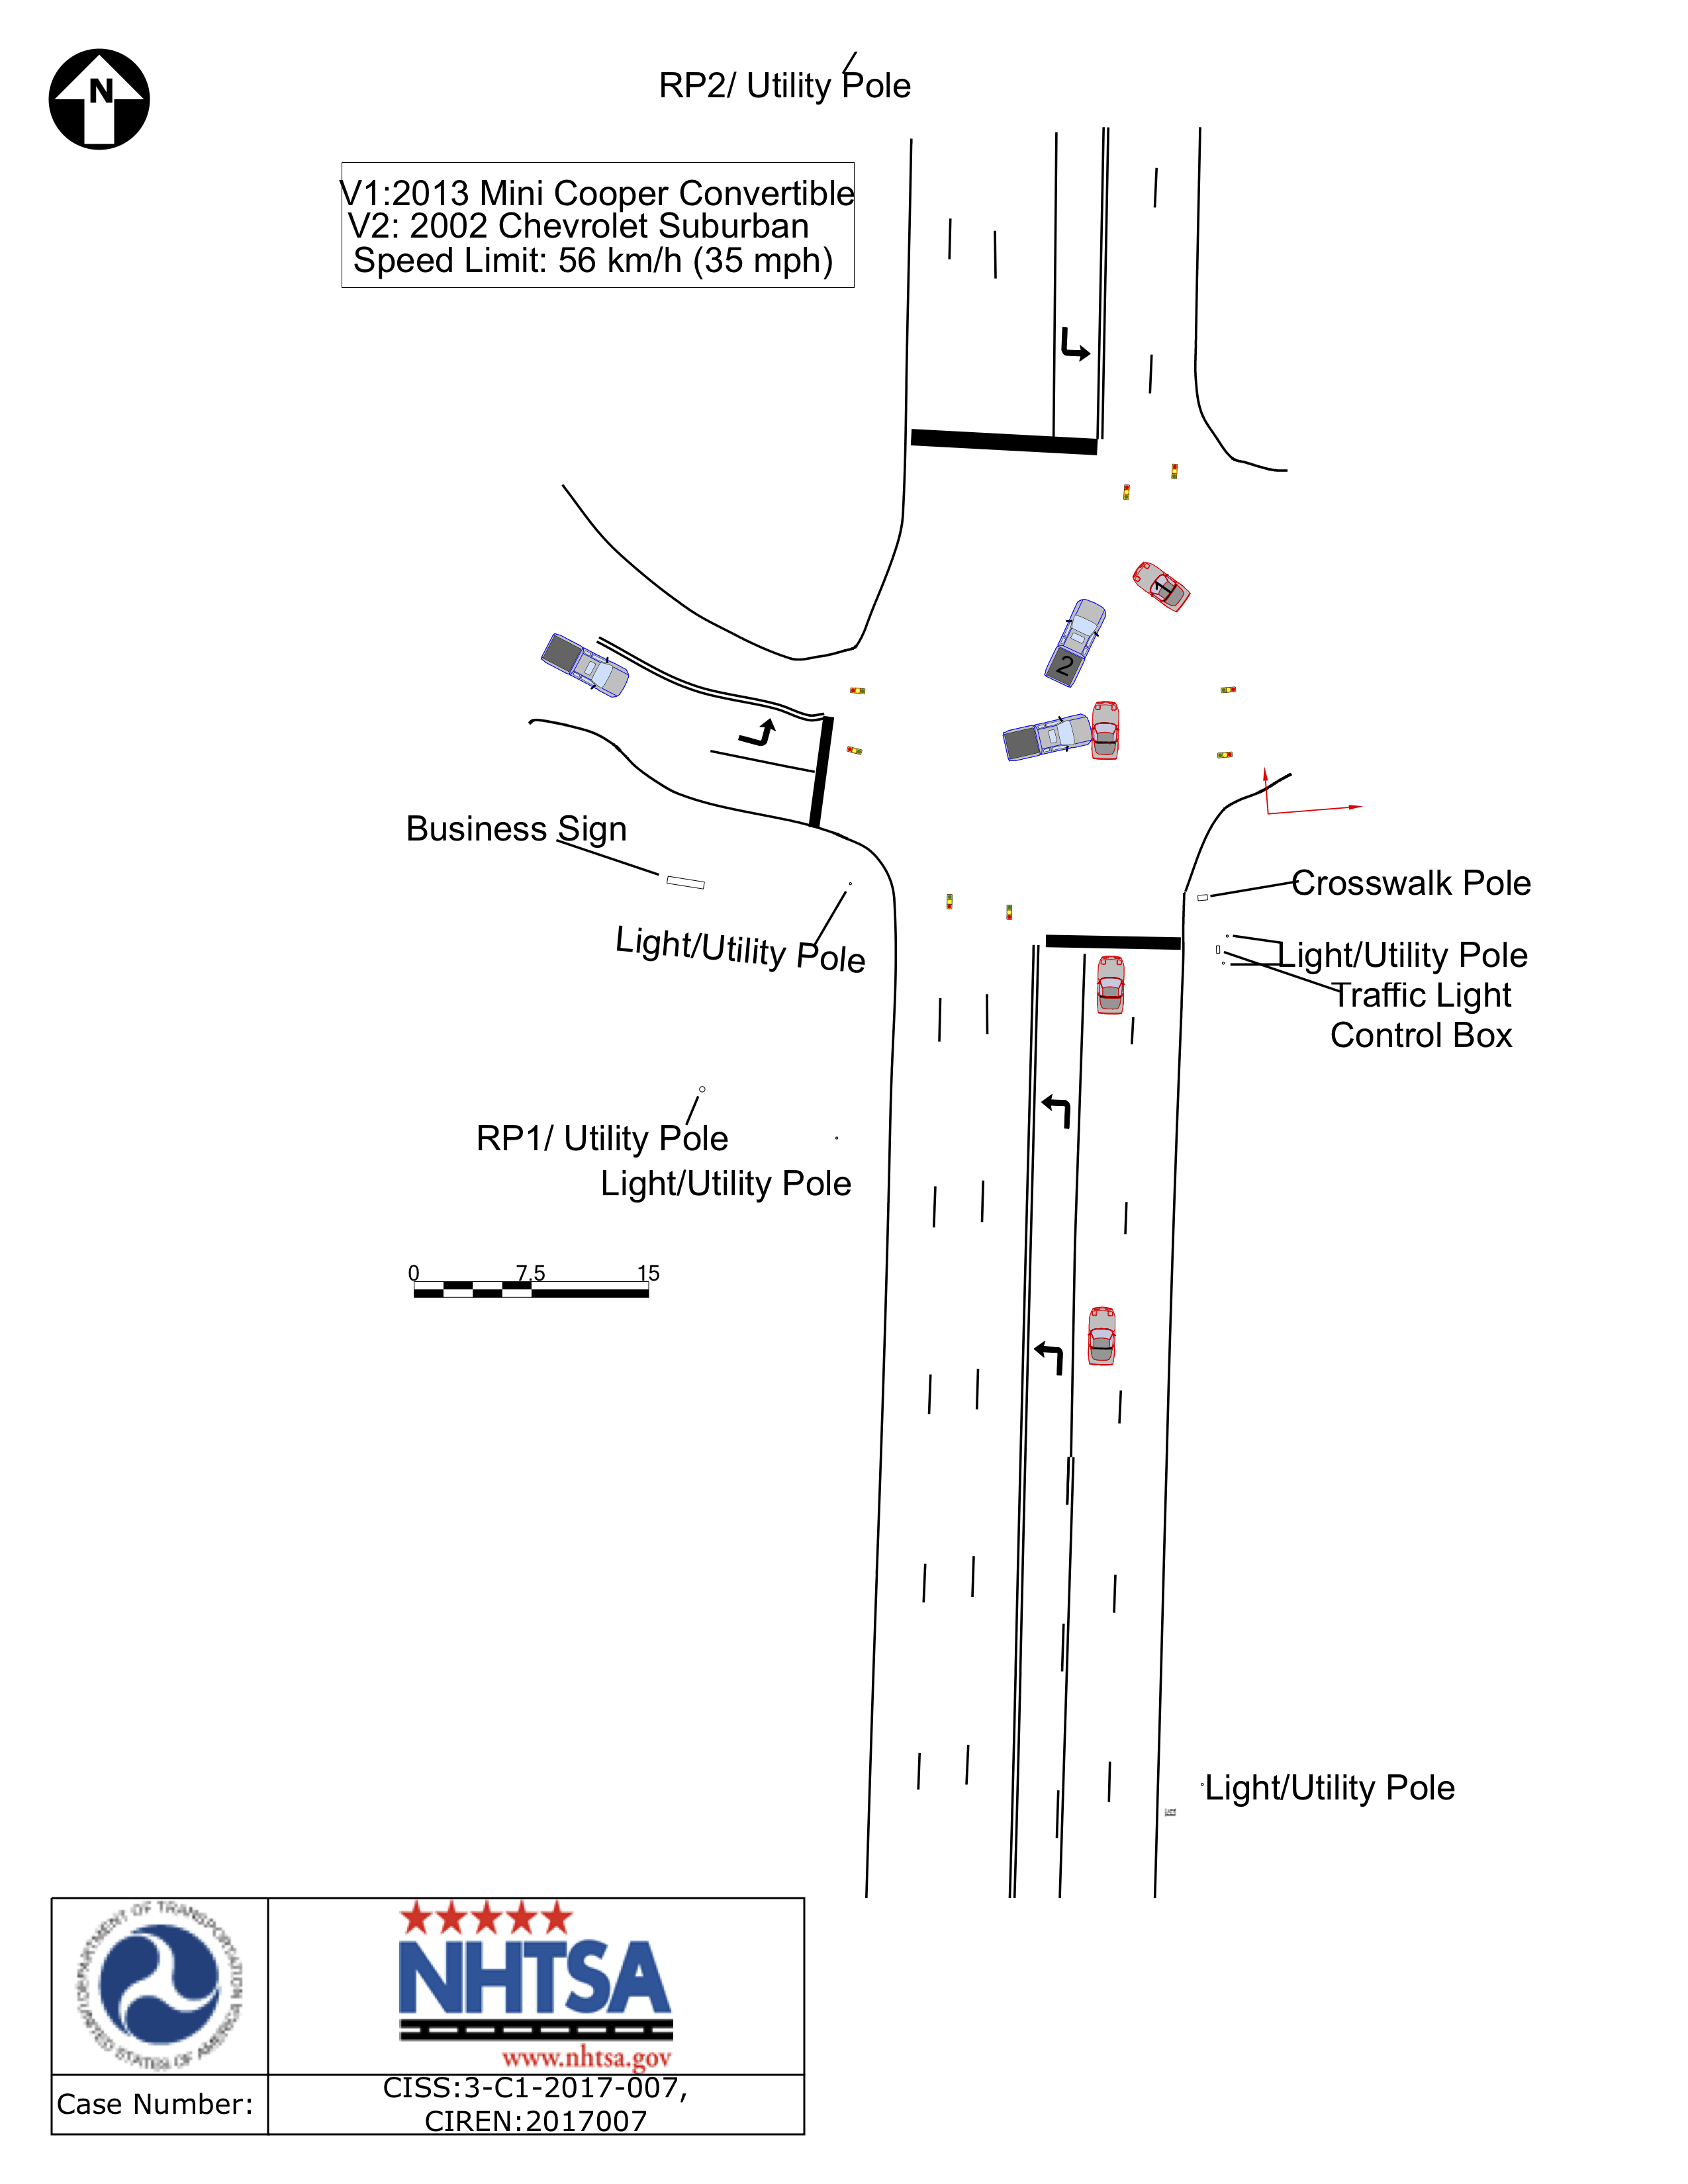 RP2/ Utility Pole
N
V1:2013 Mini Cooper Convertible
V2: 2002 Chevrolet Suburban
Speed Limit: 56 km/h (35 mph)
1
2
Business Sign
Crosswalk Pole
Light/Utility Pole
Light/Utility Pole
Traffic Light
Control Box
RP1/ Utility Pole
Light/Utility Pole
0 7.5 15
Light/Utility Pole
DEPARTMENT OF TRANSPORTATION
UNITED STATES OF AMERICA
NHTSA
www.nhtsa.gov
Case Number:
CISS:3-C1-2017-007,
CIREN:2017007